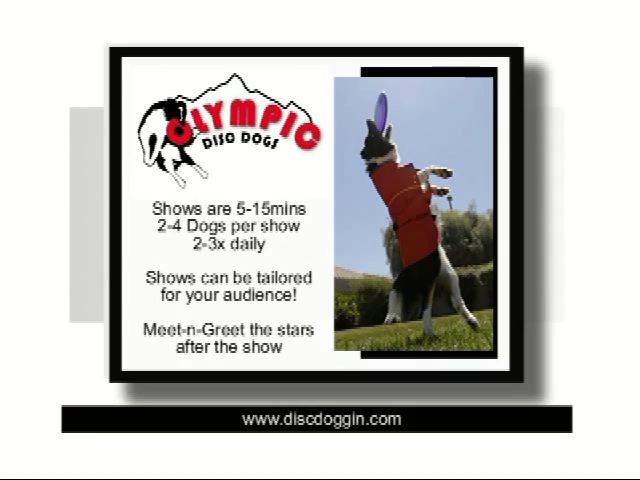 OLYMPIC
DISC DOGS
Shows are 5-15mins
2-4 Dogs per show
2-3x daily
Shows can be tailored
for your audience!
Meet-n-Greet the stars
after the show
www.discdoggin.com